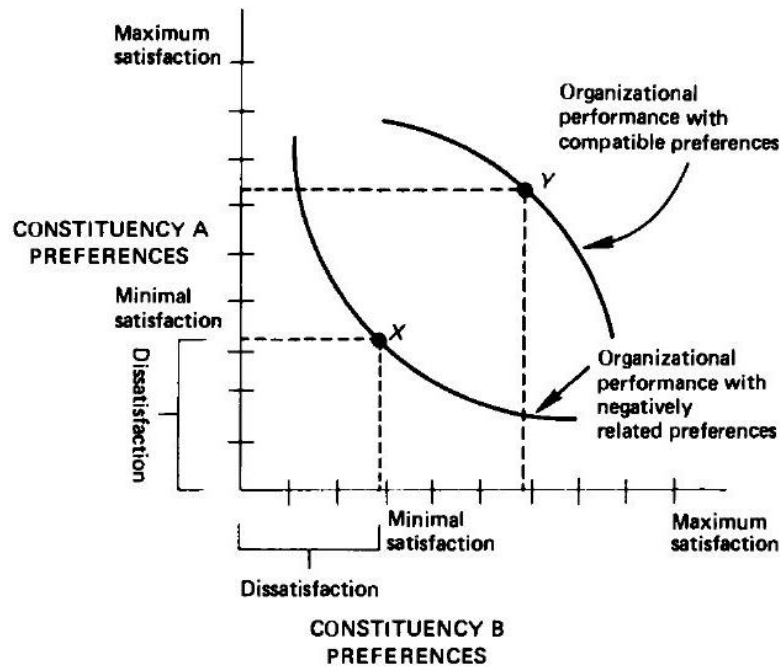 Maximum
satisfaction
Organizational
performance with
compatible preferences
Y
CONSTITUENCY A
PREFERENCES
Minimal
satisfaction
X
Dissatisfaction
Organizational
performance with
negatively
related preferences
Minimal
satisfaction
Maximum
satisfaction
Dissatisfaction
CONSTITUENCY B
PREFERENCES